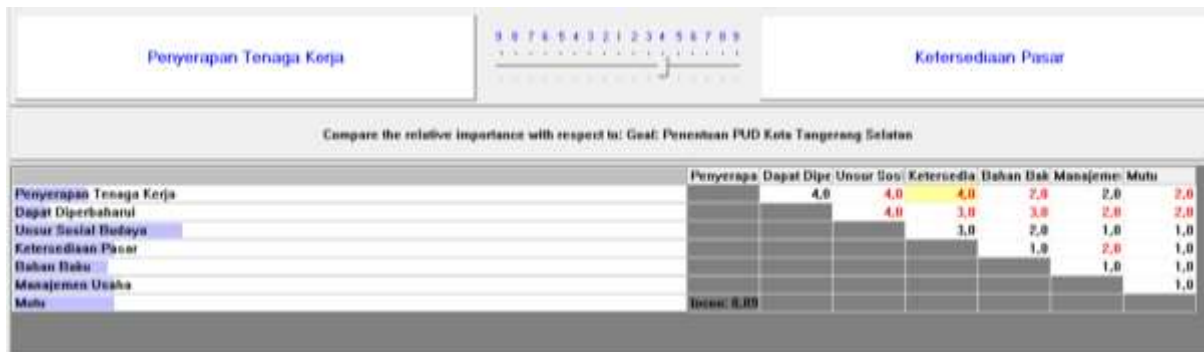 Penyerapan Tenaga Kerja
9 8 7 6 5 4 3 2 1 2 3 4 5 6 7 8 9
Ketersediaan Pasar
Compare the relative importance with respect to: Goal: Penentuan PUD Kota Tangerang Selatan
Penyerapa Dapat Dipe Unsur Sosi Ketersedia Bahan Bak Manajemen Mutu
Penyerapan Tenaga Kerja 4,0 4,0 4,0 2,0 2,0 2,0
Dapat Diperbaharui 4,0 3,0 3,0 2,0 2,0
Unsur Sosial Budaya 3,0 2,0 1,0 1,0
Ketersediaan Pasar 1,0 2,0 1,0
Bahan Baku 1,0 1,0
Manajemen Usaha 1,0
Mutu Incon: 0,09